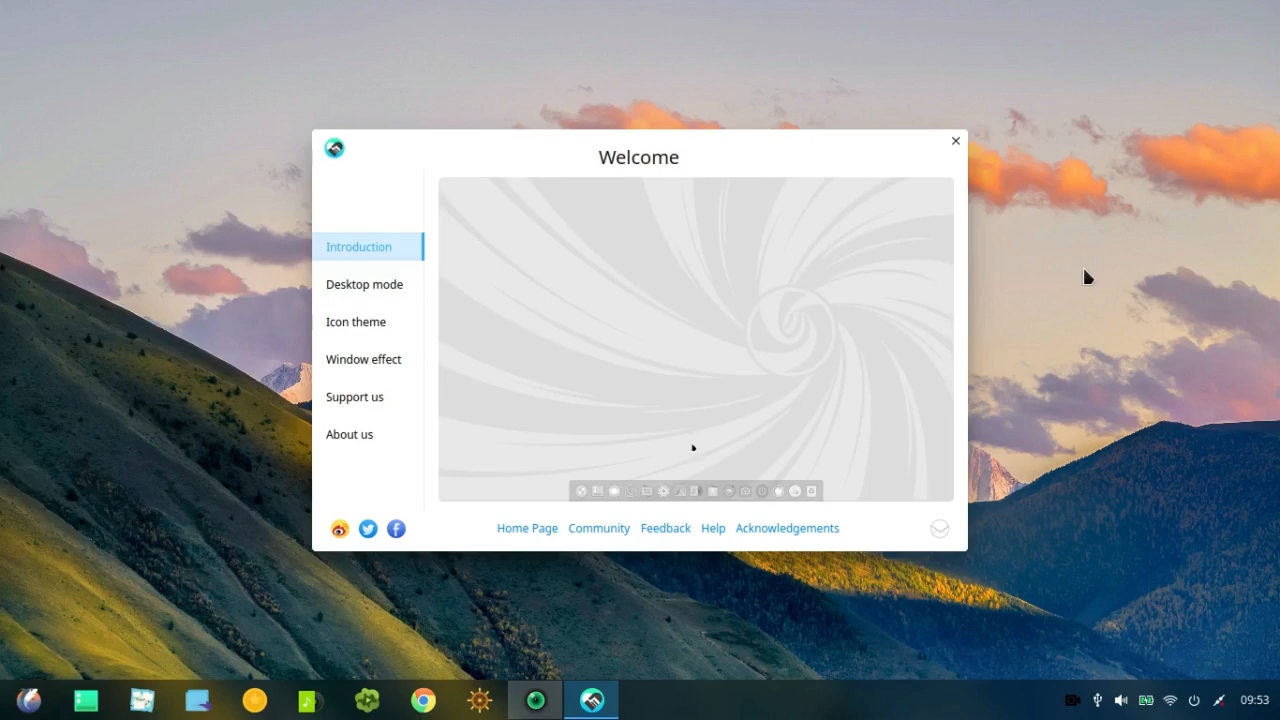 Welcome
Introduction
Desktop mode
Icon theme
Window effect
Support us
About us
Home Page Community Feedback Help Acknowledgements
09:53